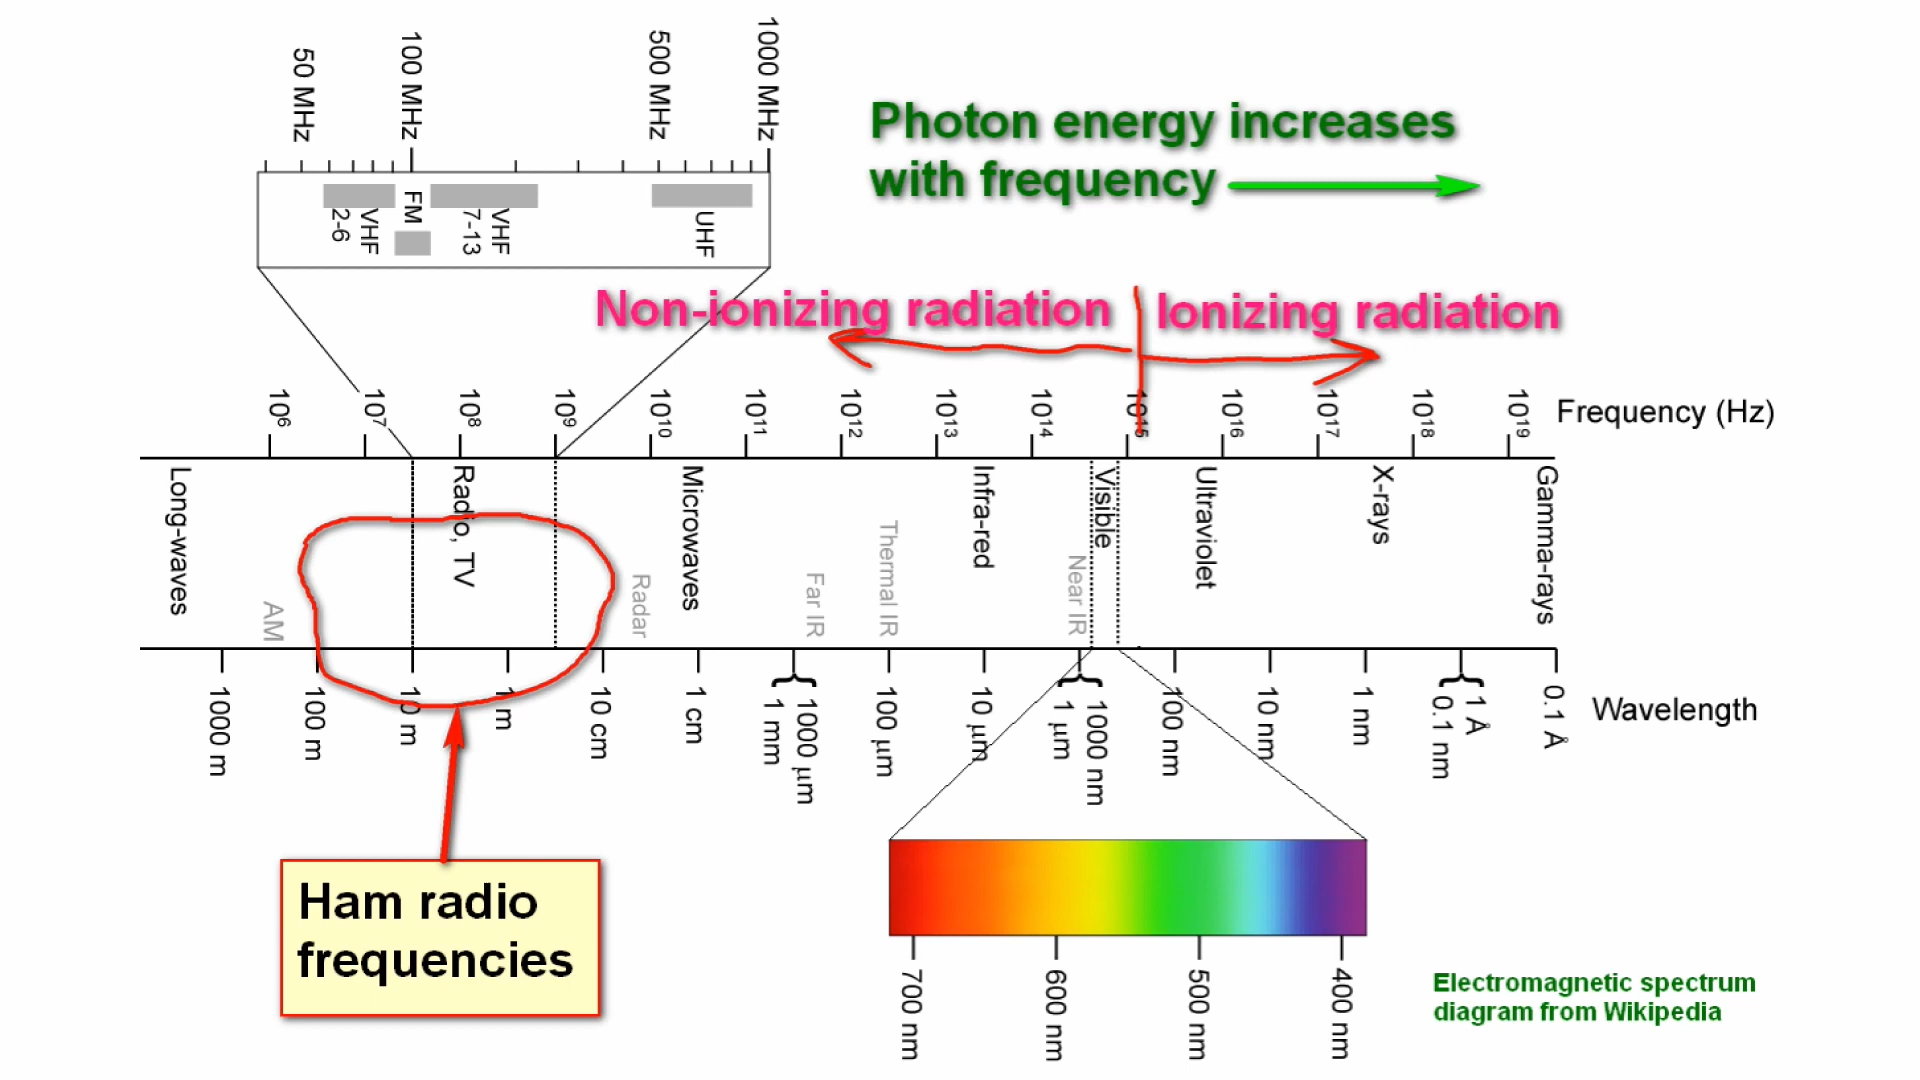 50 MHz
100 MHz
500 MHz
1000 MHz
VHF
2-6
FM
VHF
7-13
UHF
Photon energy increases
with frequency
Non-ionizing radiation
Ionizing radiation
10⁶ 10⁷ 10⁸ 10⁹ 10¹⁰ 10¹¹ 10¹² 10¹³ 10¹⁴ 10¹⁵ 10¹⁶ 10¹⁷ 10¹⁸ 10¹⁹ Frequency (Hz)
Long-waves
AM
Radio, TV
Radar
Microwaves
Far IR
Thermal IR
Infra-red
Near IR
Visible
Ultraviolet
X-rays
Gamma-rays
1000 m
100 m
10 m
1 m
10 cm
1 cm
1000 µm
1 mm
100 µm
10 µm
1000 nm
1 µm
100 nm
10 nm
1 nm
1 Å
0.1 nm
0.1 Å
Wavelength
Ham radio
frequencies
700 nm
600 nm
500 nm
400 nm
Electromagnetic spectrum
diagram from Wikipedia